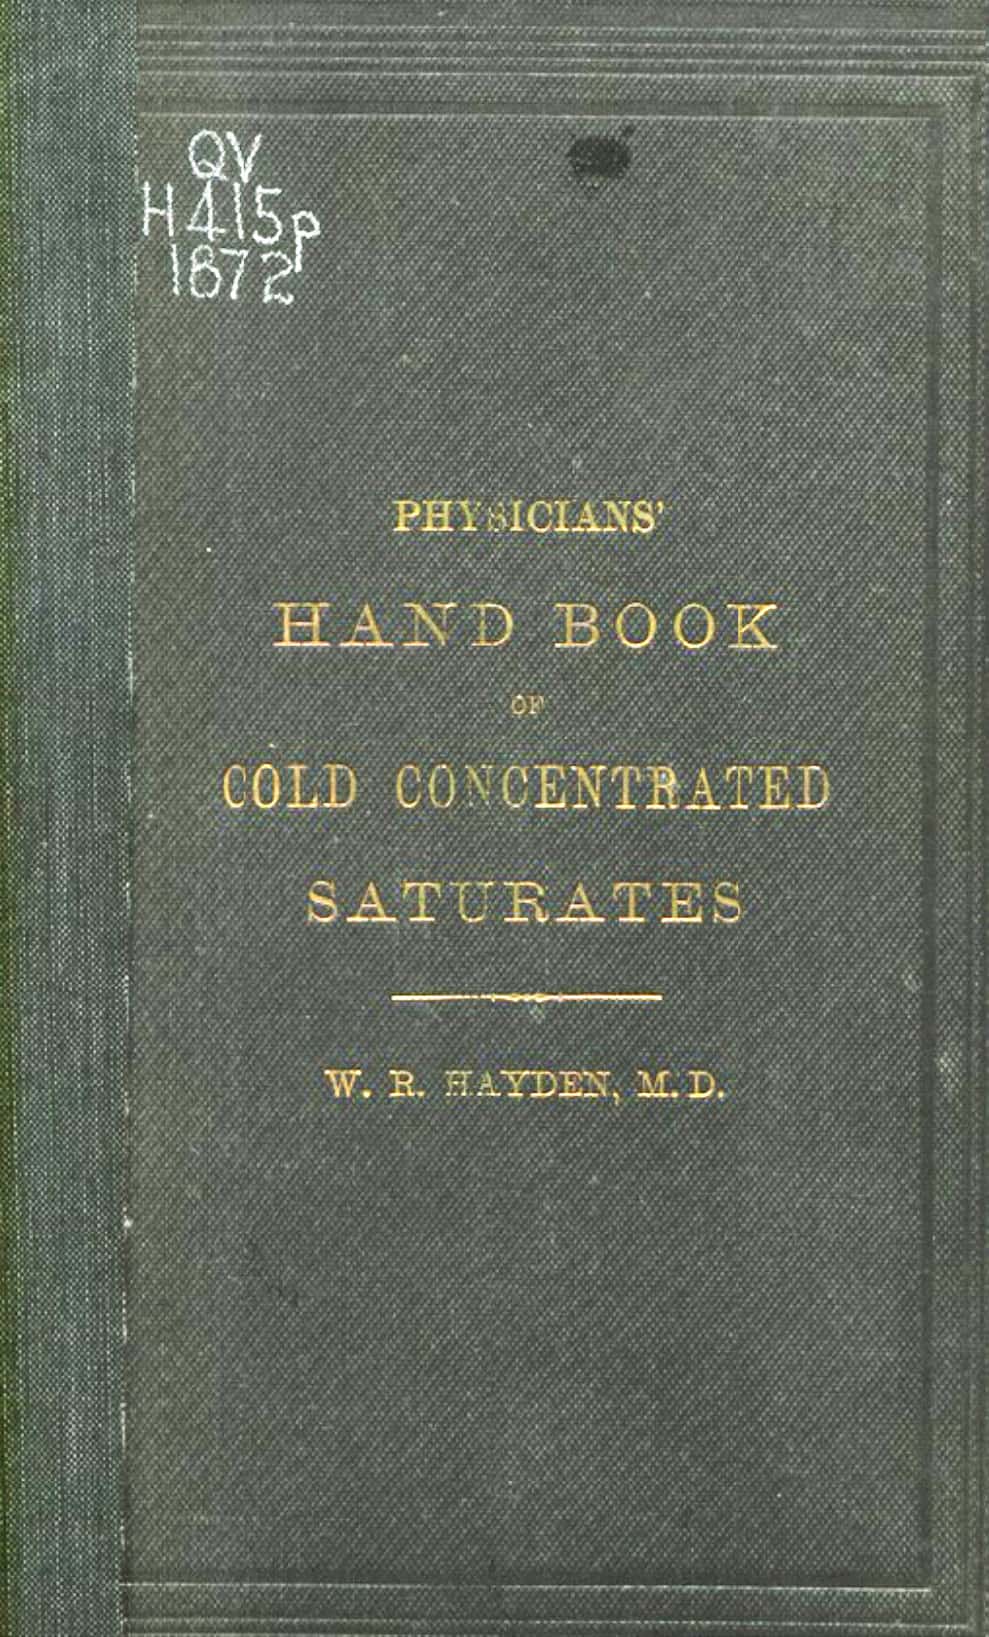 QV
H415p
1872
PHYSICIANS'
HAND BOOK
OF
COLD CONCENTRATED
SATURATES
W. R. HAYDEN, M.D.